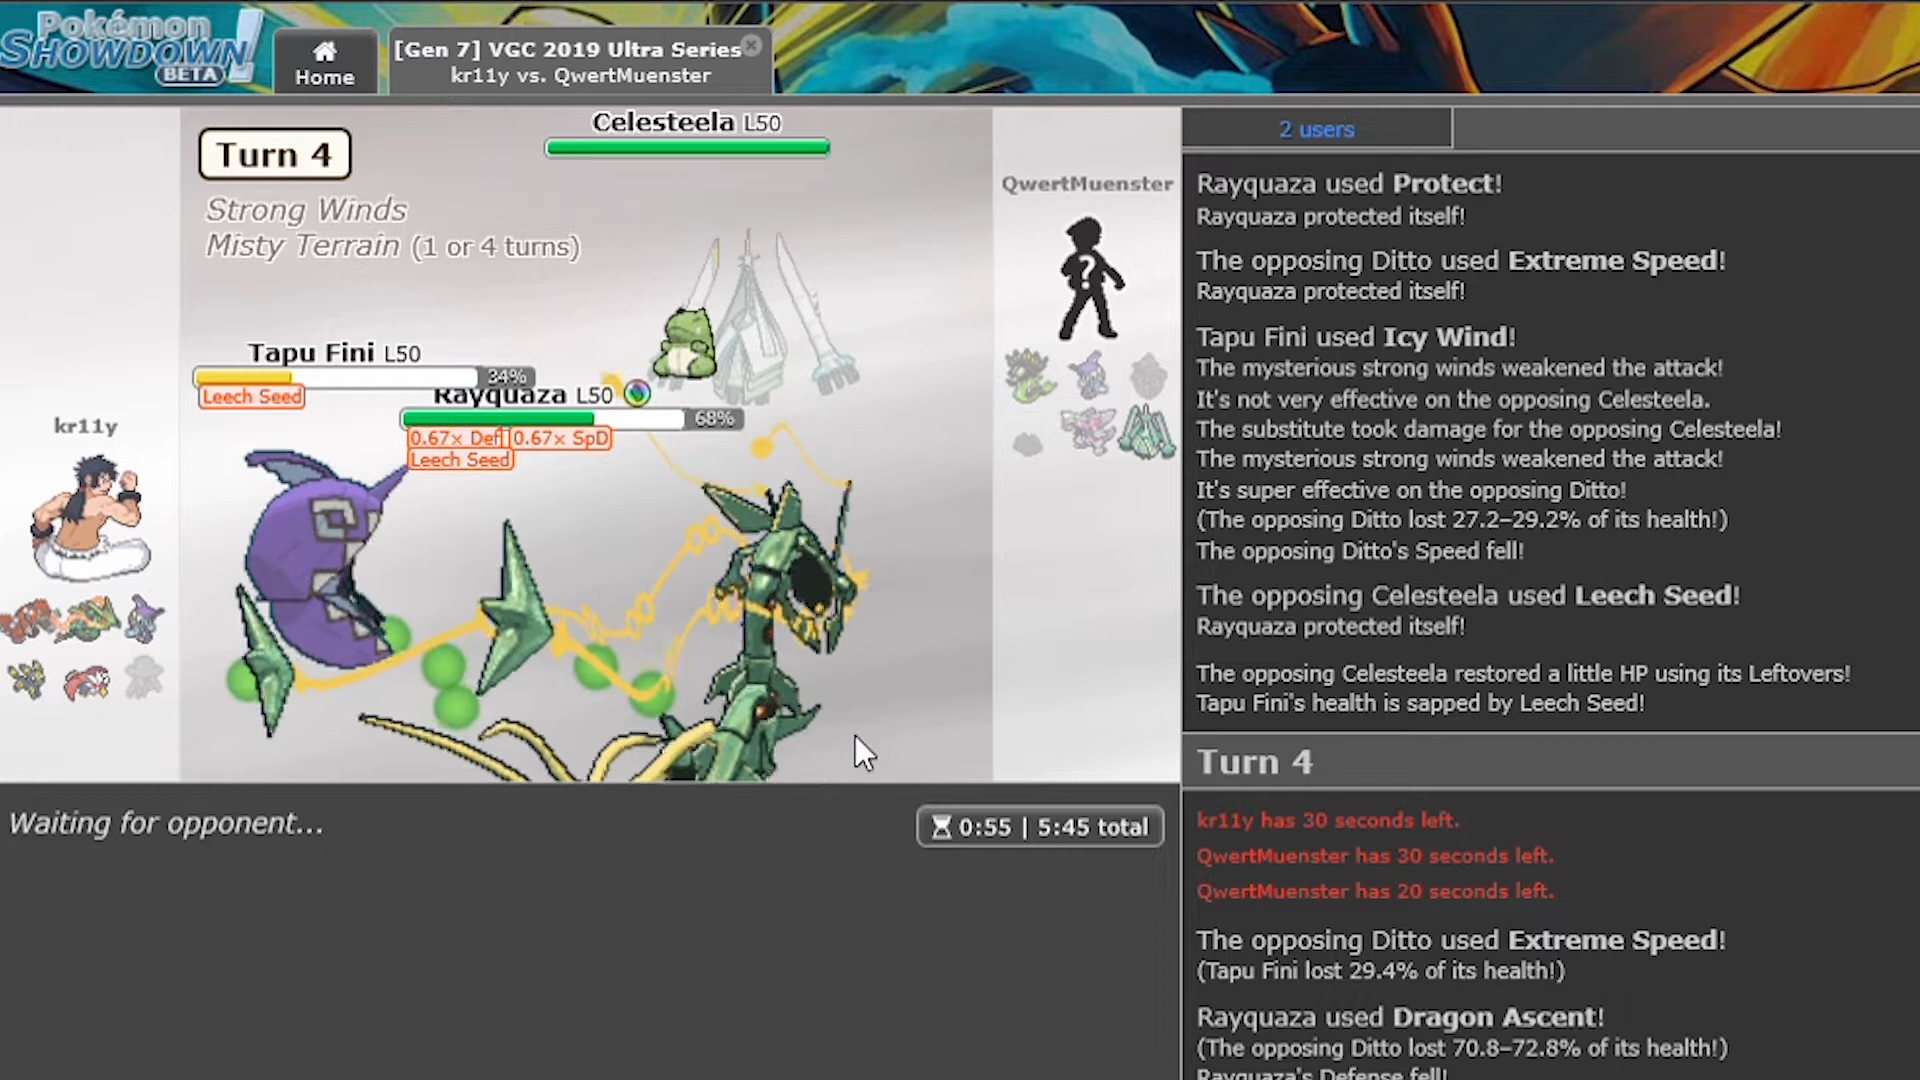 Pokémon
SHOWDOWN!
BETA
Home
[Gen 7] VGC 2019 Ultra Series
kr11y vs. QwertMuenster
Turn 4
Strong Winds
Misty Terrain (1 or 4 turns)
Celesteela L50
Tapu Fini L50
34%
Leech Seed
Rayquaza L50
68%
0.67× Def
0.67× SpD
Leech Seed
kr11y
QwertMuenster
?
Waiting for opponent...
0:55 | 5:45 total
2 users
Rayquaza used Protect!
Rayquaza protected itself!
The opposing Ditto used Extreme Speed!
Rayquaza protected itself!
Tapu Fini used Icy Wind!
The mysterious strong winds weakened the attack!
It's not very effective on the opposing Celesteela.
The substitute took damage for the opposing Celesteela!
The mysterious strong winds weakened the attack!
It's super effective on the opposing Ditto!
(The opposing Ditto lost 27.2–29.2% of its health!)
The opposing Ditto's Speed fell!
The opposing Celesteela used Leech Seed!
Rayquaza protected itself!
The opposing Celesteela restored a little HP using its Leftovers!
Tapu Fini's health is sapped by Leech Seed!
Turn 4
kr11y has 30 seconds left.
QwertMuenster has 30 seconds left.
QwertMuenster has 20 seconds left.
The opposing Ditto used Extreme Speed!
(Tapu Fini lost 29.4% of its health!)
Rayquaza used Dragon Ascent!
(The opposing Ditto lost 70.8–72.8% of its health!)
Rayquaza's Defense fell!